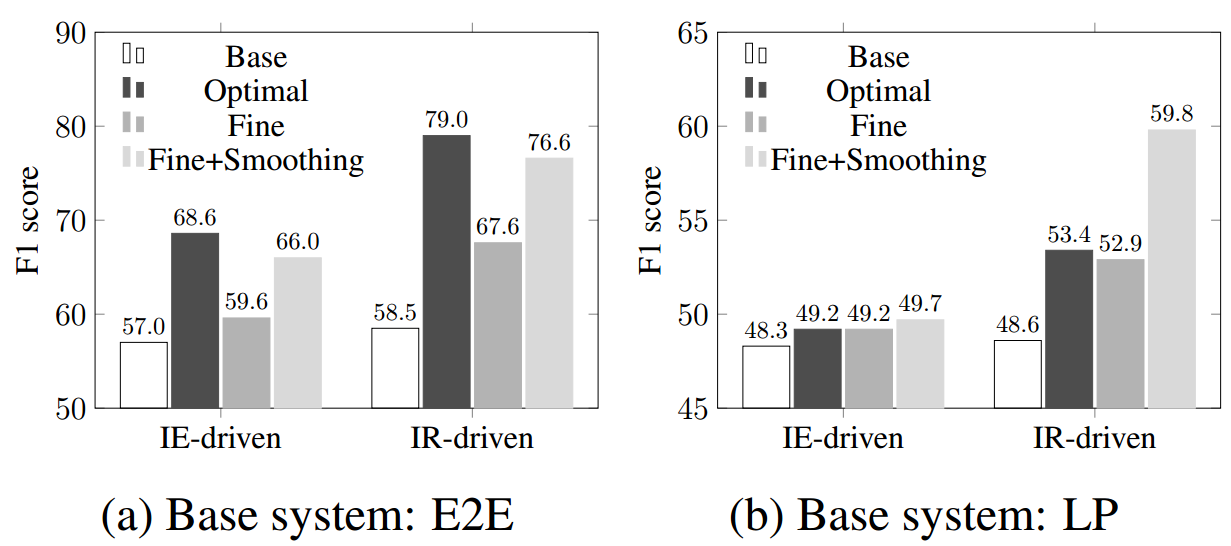 90
80
70
60
50
F1 score
Base
Optimal
Fine
Fine+Smoothing
57.0
68.6
59.6
66.0
58.5
79.0
67.6
76.6
IE-driven
IR-driven
(a) Base system: E2E
65
60
55
50
45
F1 score
Base
Optimal
Fine
Fine+Smoothing
48.3
49.2
49.2
49.7
48.6
53.4
52.9
59.8
IE-driven
IR-driven
(b) Base system: LP